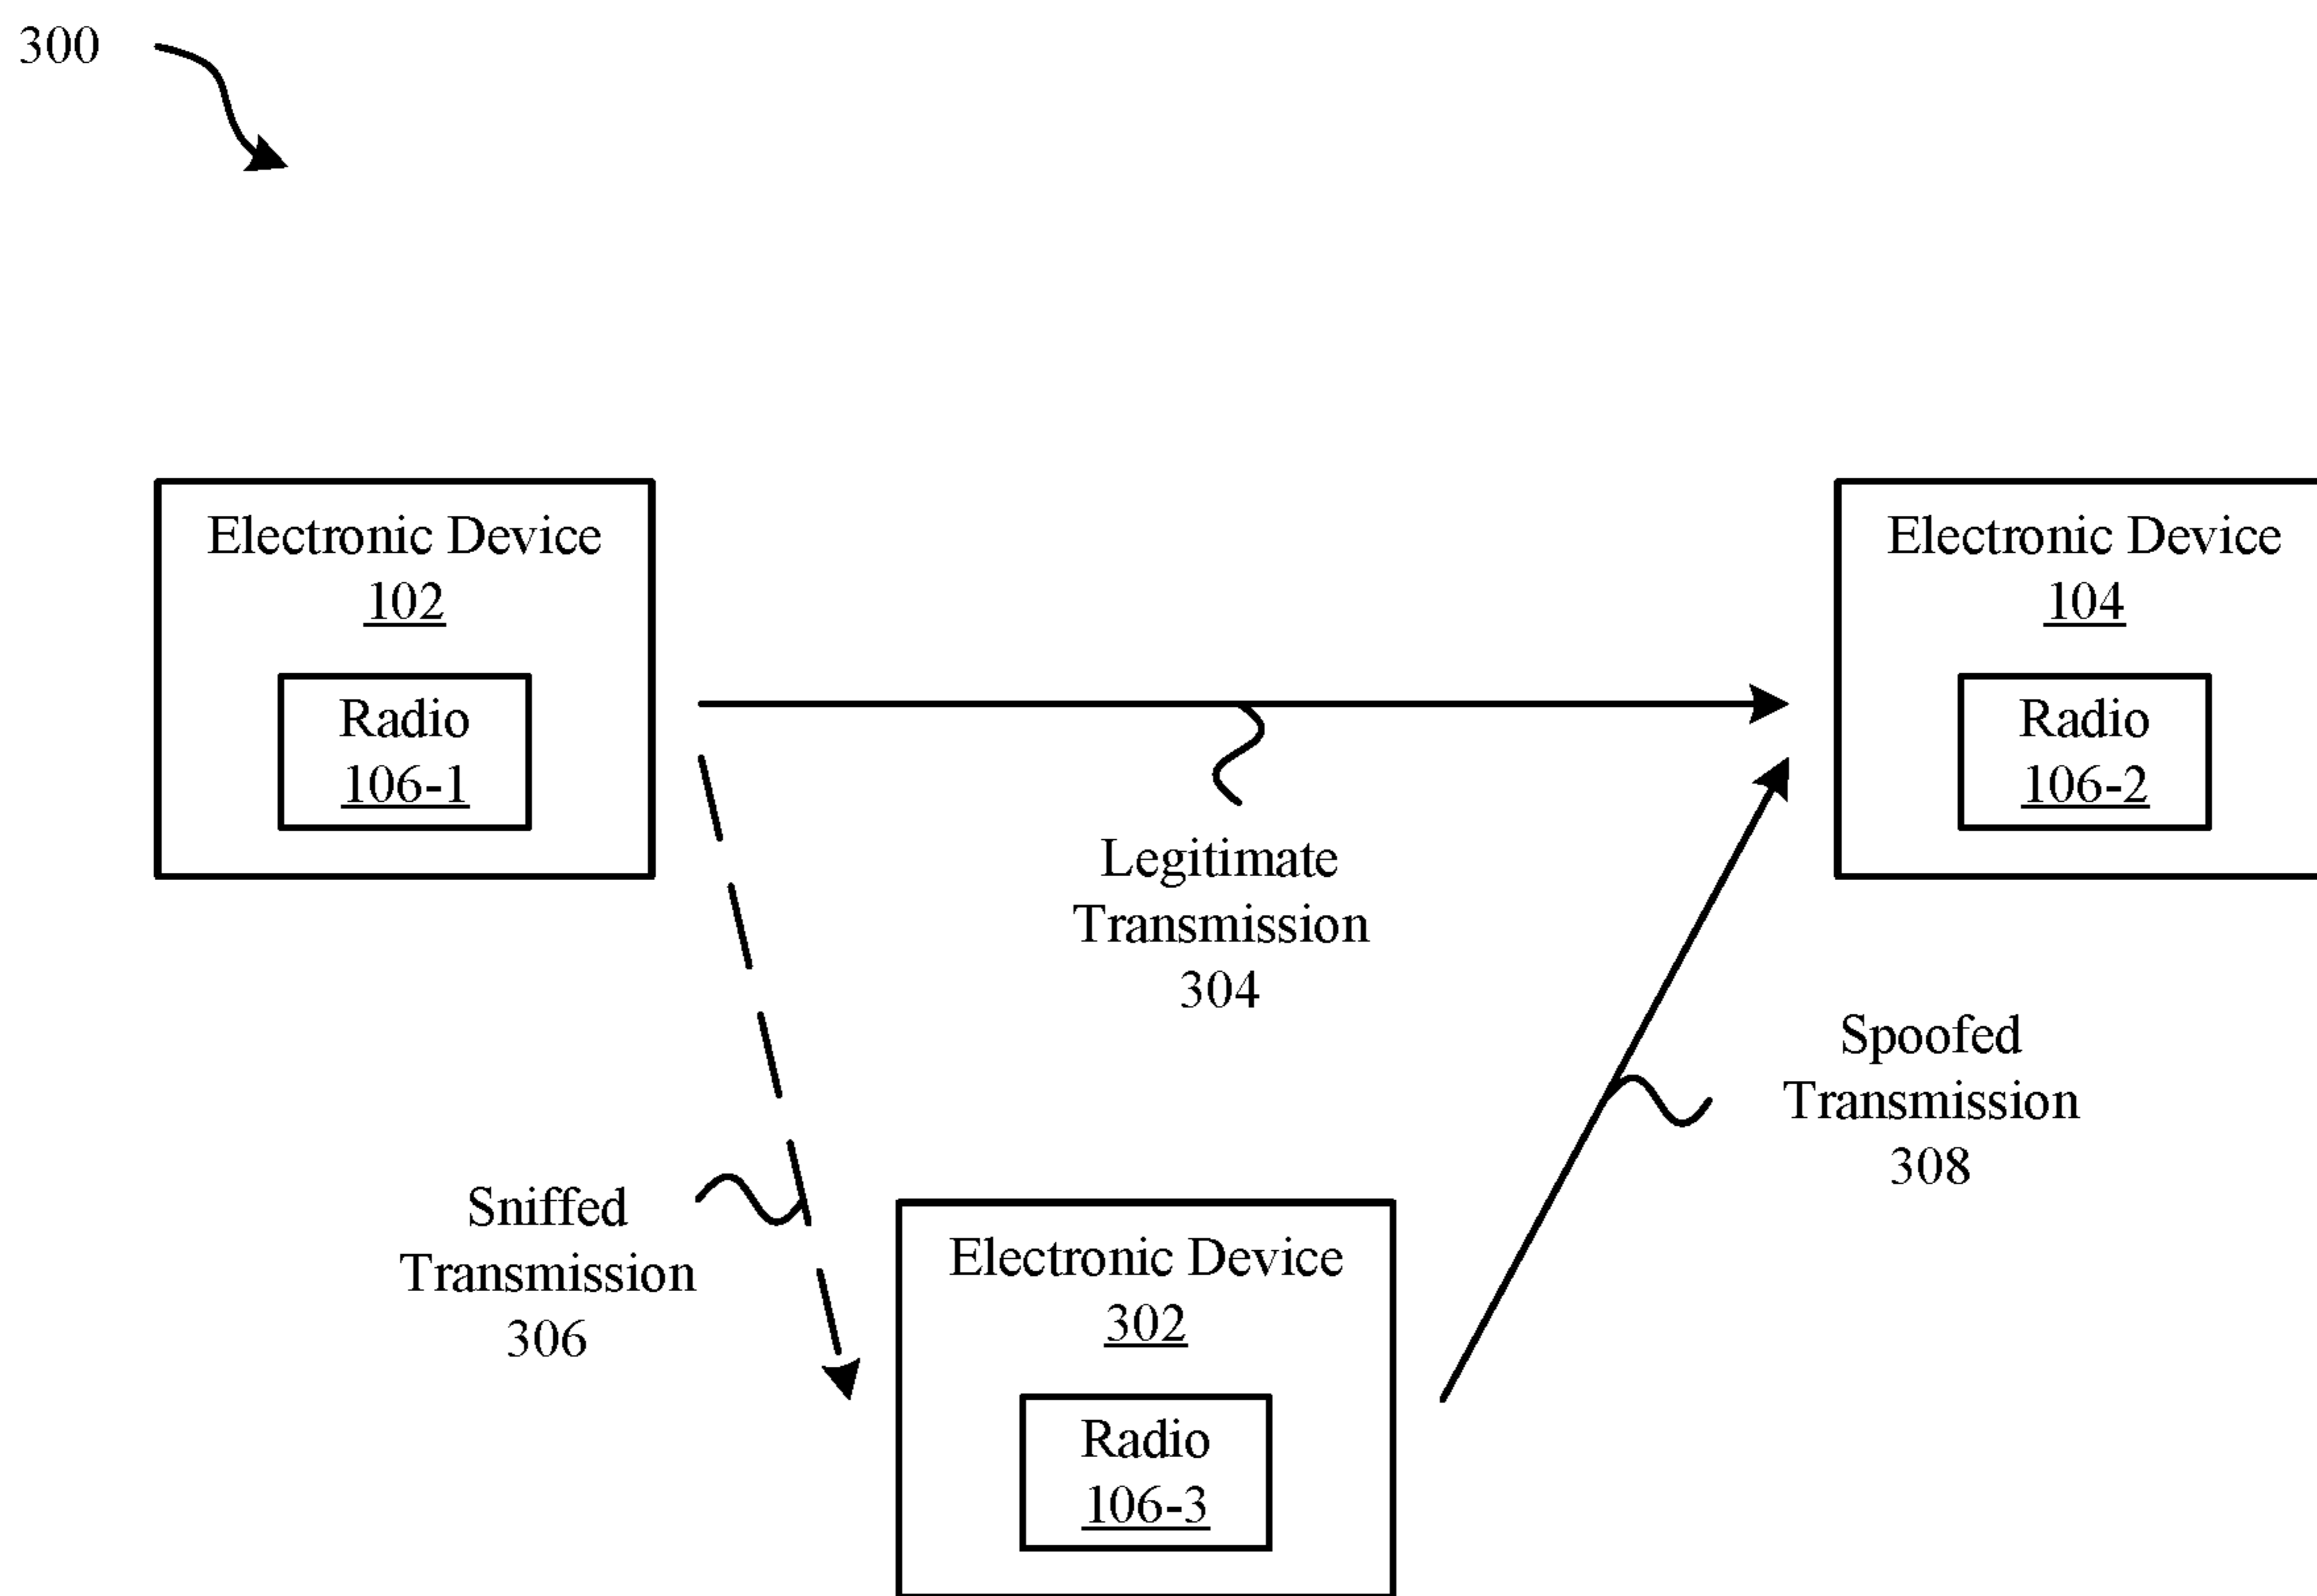 300
Electronic Device
102
Radio
106-1
Electronic Device
104
Radio
106-2
Legitimate
Transmission
304
Spoofed
Transmission
308
Sniffed
Transmission
306
Electronic Device
302
Radio
106-3